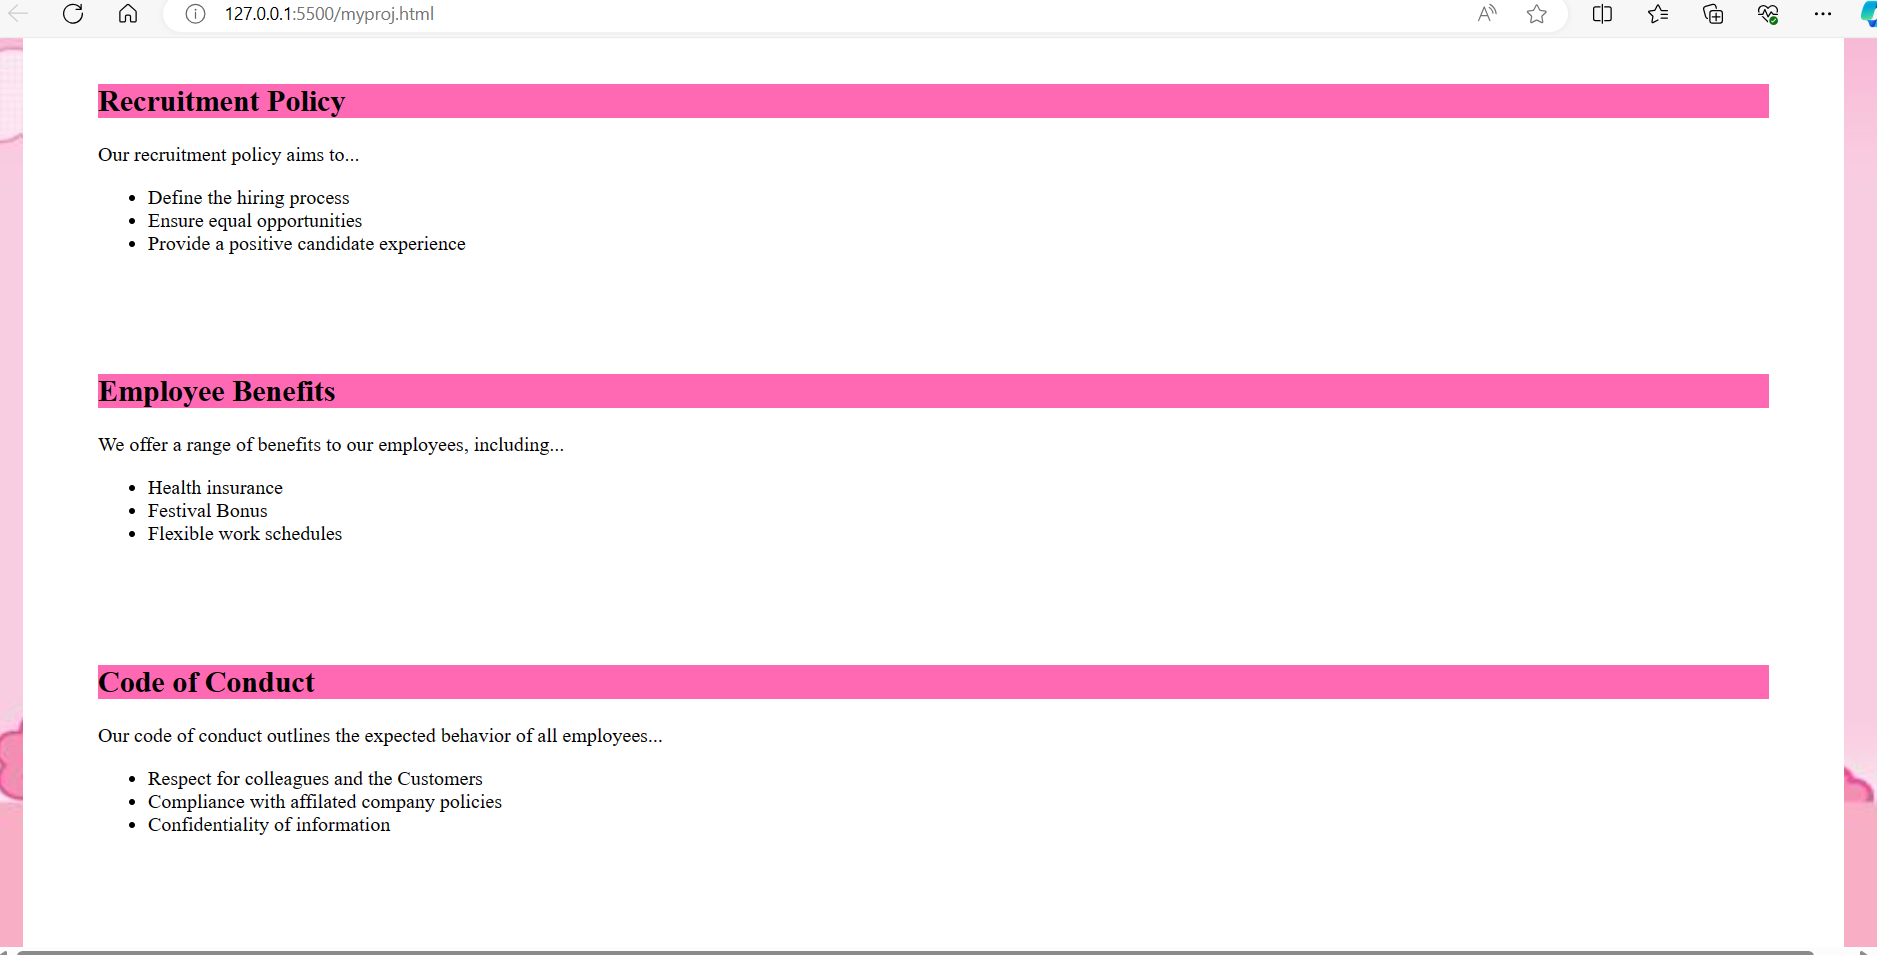 127.0.0.1:5500/myproj.html
Recruitment Policy
Our recruitment policy aims to...
• Define the hiring process
• Ensure equal opportunities
• Provide a positive candidate experience
Employee Benefits
We offer a range of benefits to our employees, including...
• Health insurance
• Festival Bonus
• Flexible work schedules
Code of Conduct
Our code of conduct outlines the expected behavior of all employees...
• Respect for colleagues and the Customers
• Compliance with affilated company policies
• Confidentiality of information